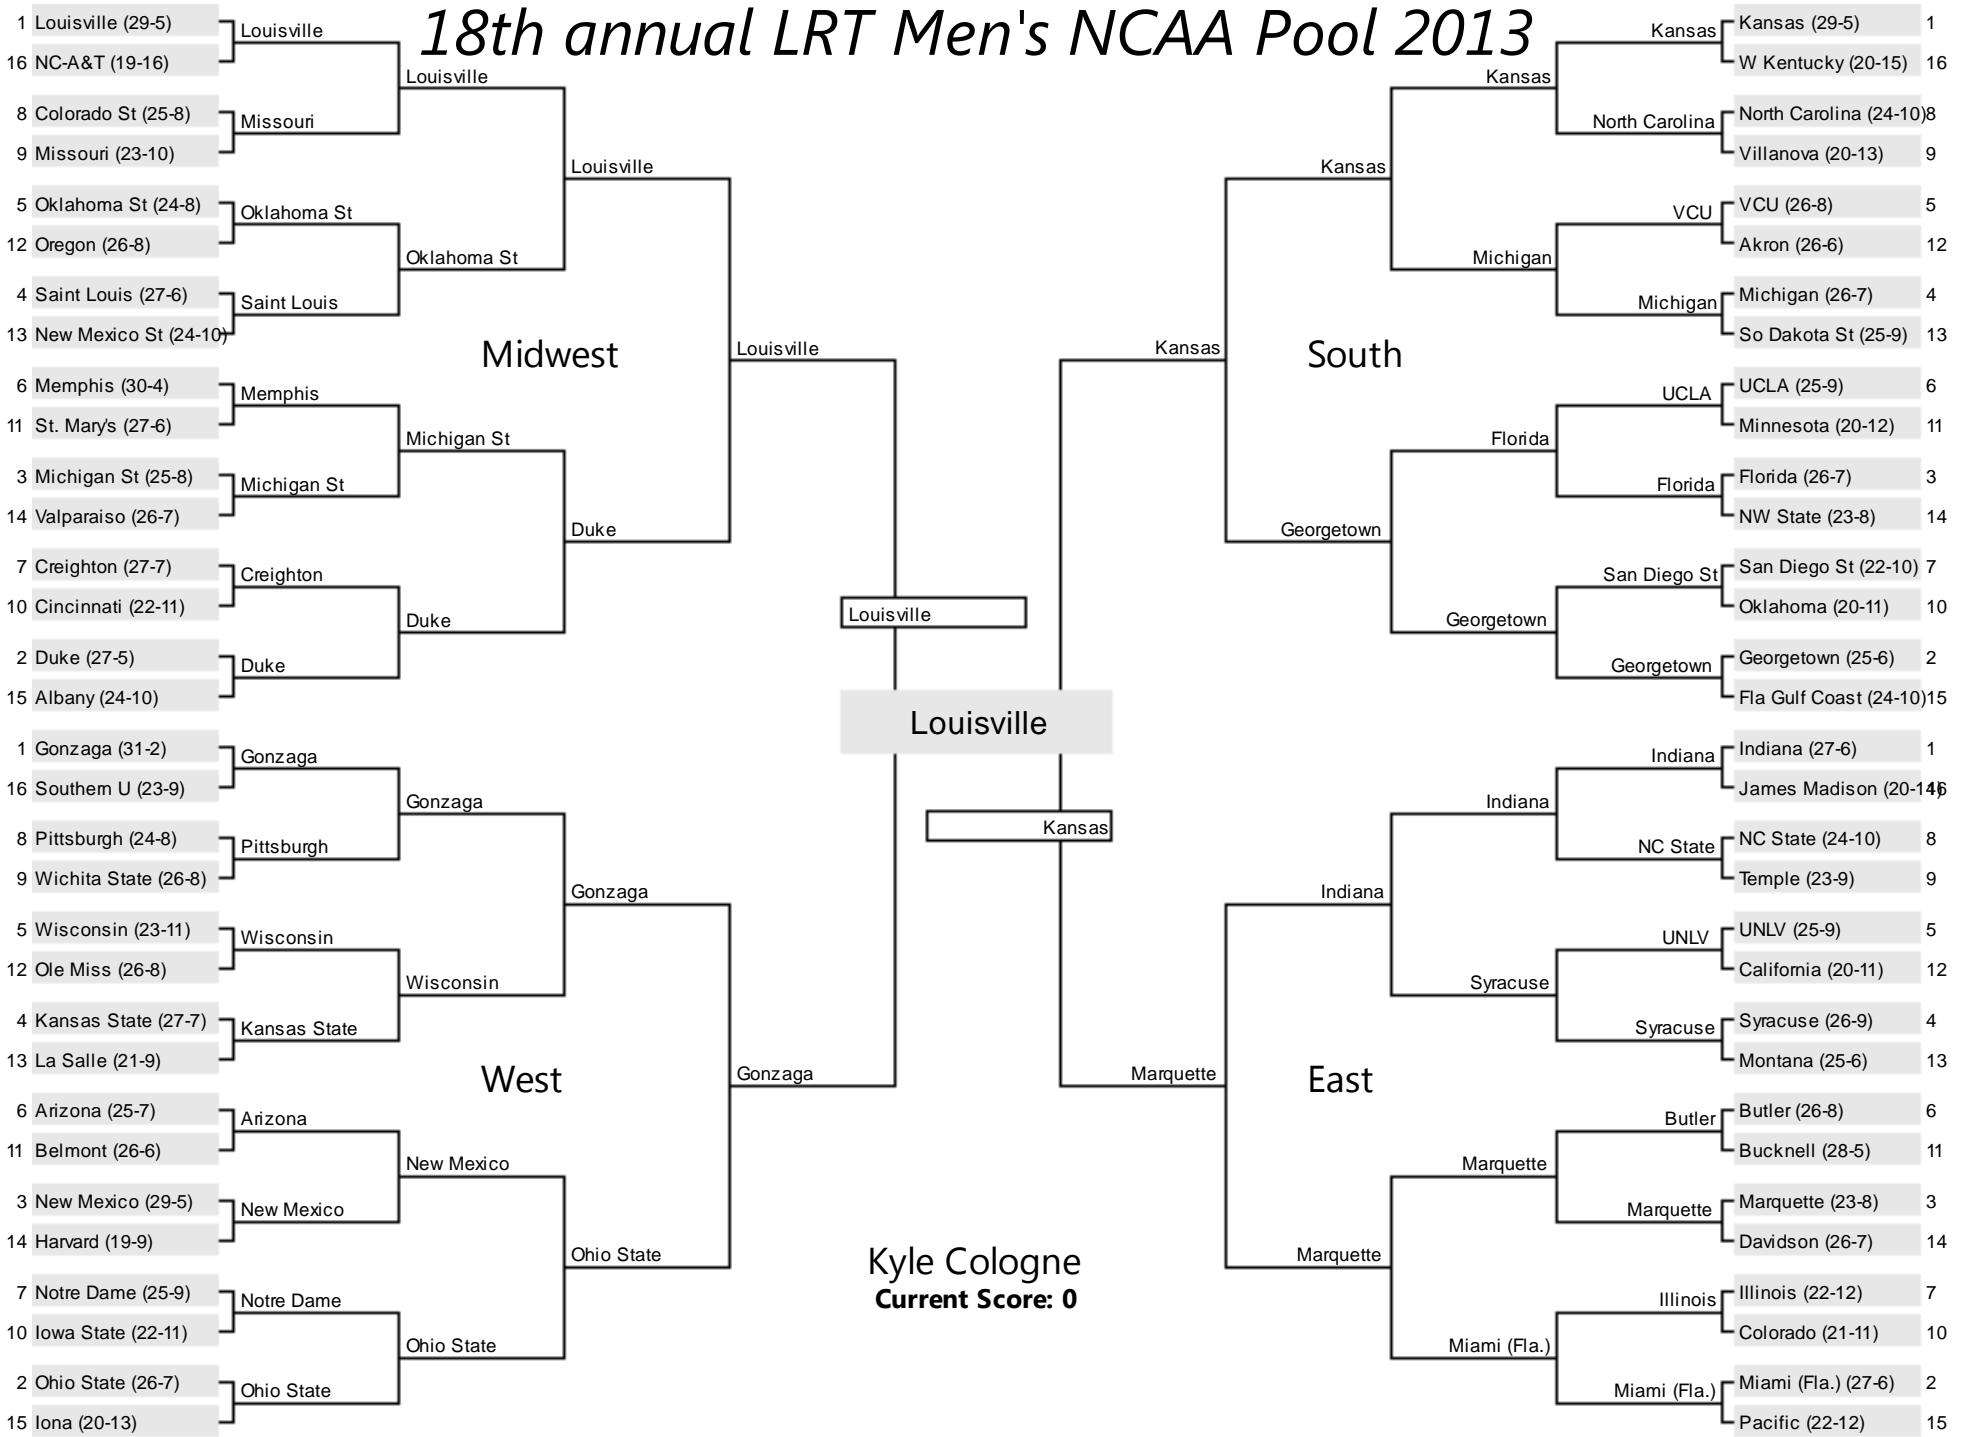 18th annual LRT Men's NCAA Pool 2013
1 Louisville (29-5)
16 NC-A&T (19-16)
8 Colorado St (25-8)
9 Missouri (23-10)
5 Oklahoma St (24-8)
12 Oregon (26-8)
4 Saint Louis (27-6)
13 New Mexico St (24-10)
6 Memphis (30-4)
11 St. Mary's (27-6)
3 Michigan St (25-8)
14 Valparaiso (26-7)
7 Creighton (27-7)
10 Cincinnati (22-11)
2 Duke (27-5)
15 Albany (24-10)
Louisville
Missouri
Oklahoma St
Saint Louis
Memphis
Michigan St
Creighton
Duke
Louisville
Oklahoma St
Michigan St
Duke
Louisville
Duke
Midwest
Louisville
1 Gonzaga (31-2)
16 Southern U (23-9)
8 Pittsburgh (24-8)
9 Wichita State (26-8)
5 Wisconsin (23-11)
12 Ole Miss (26-8)
4 Kansas State (27-7)
13 La Salle (21-9)
6 Arizona (25-7)
11 Belmont (26-6)
3 New Mexico (29-5)
14 Harvard (19-9)
7 Notre Dame (25-9)
10 Iowa State (22-11)
2 Ohio State (26-7)
15 Iona (20-13)
Gonzaga
Pittsburgh
Wisconsin
Kansas State
Arizona
New Mexico
Notre Dame
Ohio State
Gonzaga
Wisconsin
New Mexico
Ohio State
Gonzaga
Ohio State
West
Gonzaga
Louisville
Louisville
Kansas
Kyle Cologne
Current Score: 0
Kansas (29-5) 1
W Kentucky (20-15) 16
North Carolina (24-10) 8
Villanova (20-13) 9
VCU (26-8) 5
Akron (26-6) 12
Michigan (26-7) 4
So Dakota St (25-9) 13
UCLA (25-9) 6
Minnesota (20-12) 11
Florida (26-7) 3
NW State (23-8) 14
San Diego St (22-10) 7
Oklahoma (20-11) 10
Georgetown (25-6) 2
Fla Gulf Coast (24-10) 15
Kansas
North Carolina
VCU
Michigan
UCLA
Florida
San Diego St
Georgetown
Kansas
Michigan
Florida
Georgetown
Kansas
Georgetown
South
Kansas
Indiana (27-6) 1
James Madison (20-14) 16
NC State (24-10) 8
Temple (23-9) 9
UNLV (25-9) 5
California (20-11) 12
Syracuse (26-9) 4
Montana (25-6) 13
Butler (26-8) 6
Bucknell (28-5) 11
Marquette (23-8) 3
Davidson (26-7) 14
Illinois (22-12) 7
Colorado (21-11) 10
Miami (Fla.) (27-6) 2
Pacific (22-12) 15
Indiana
NC State
UNLV
Syracuse
Butler
Marquette
Illinois
Miami (Fla.)
Indiana
Syracuse
Marquette
Miami (Fla.)
Indiana
Marquette
East
Marquette